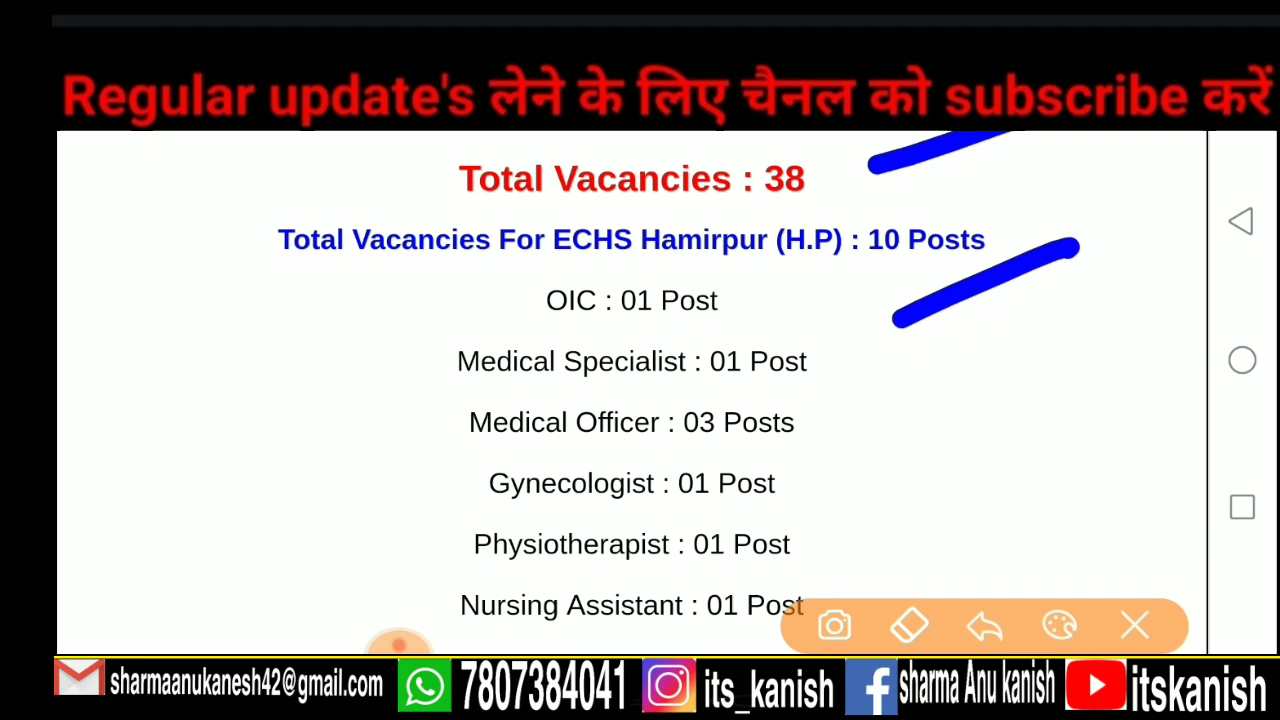 Regular update's लेने के लिए चैनल को subscribe करें
Total Vacancies : 38
Total Vacancies For ECHS Hamirpur (H.P) : 10 Posts
OIC : 01 Post
Medical Specialist : 01 Post
Medical Officer : 03 Posts
Gynecologist : 01 Post
Physiotherapist : 01 Post
Nursing Assistant : 01 Post
sharmaanukanesh42@gmail.com 7807384041 its_kanish sharma Anu kanish itskanish